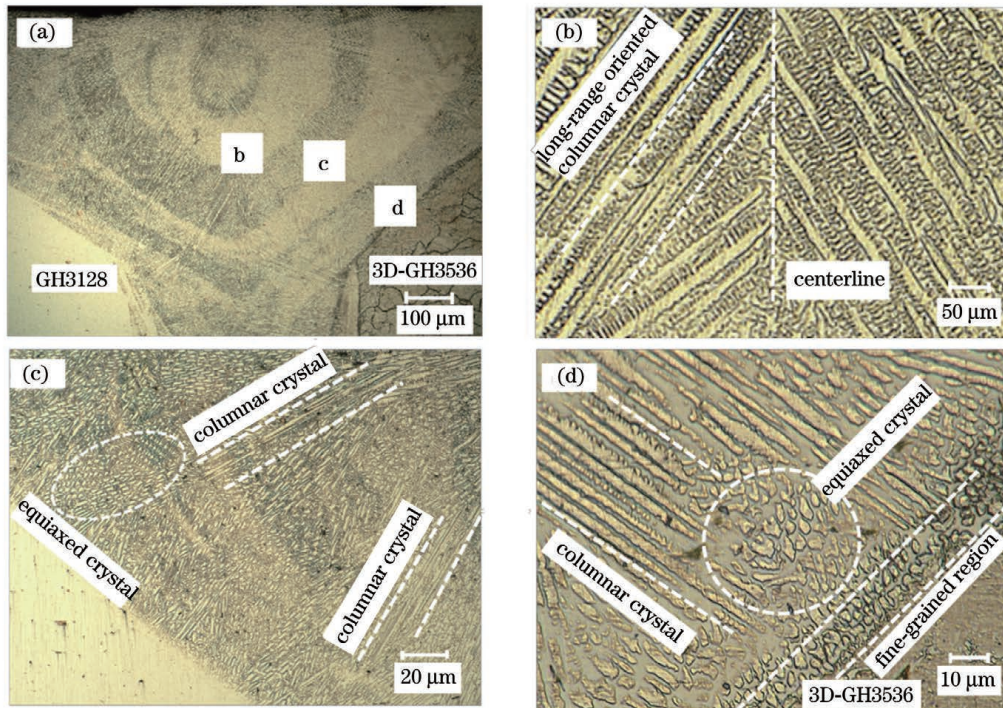 (a)
b
c
d
GH3128
3D-GH3536
100 μm
(b)
long-range oriented
columnar crystal
centerline
50 μm
(c)
columnar crystal
equiaxed crystal
columnar crystal
20 μm
(d)
equiaxed crystal
columnar crystal
fine-grained region
3D-GH3536
10 μm